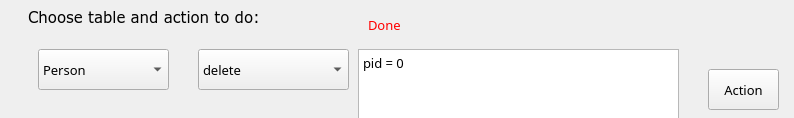 Choose table and action to do:
Done
Person
delete
pid = 0
Action